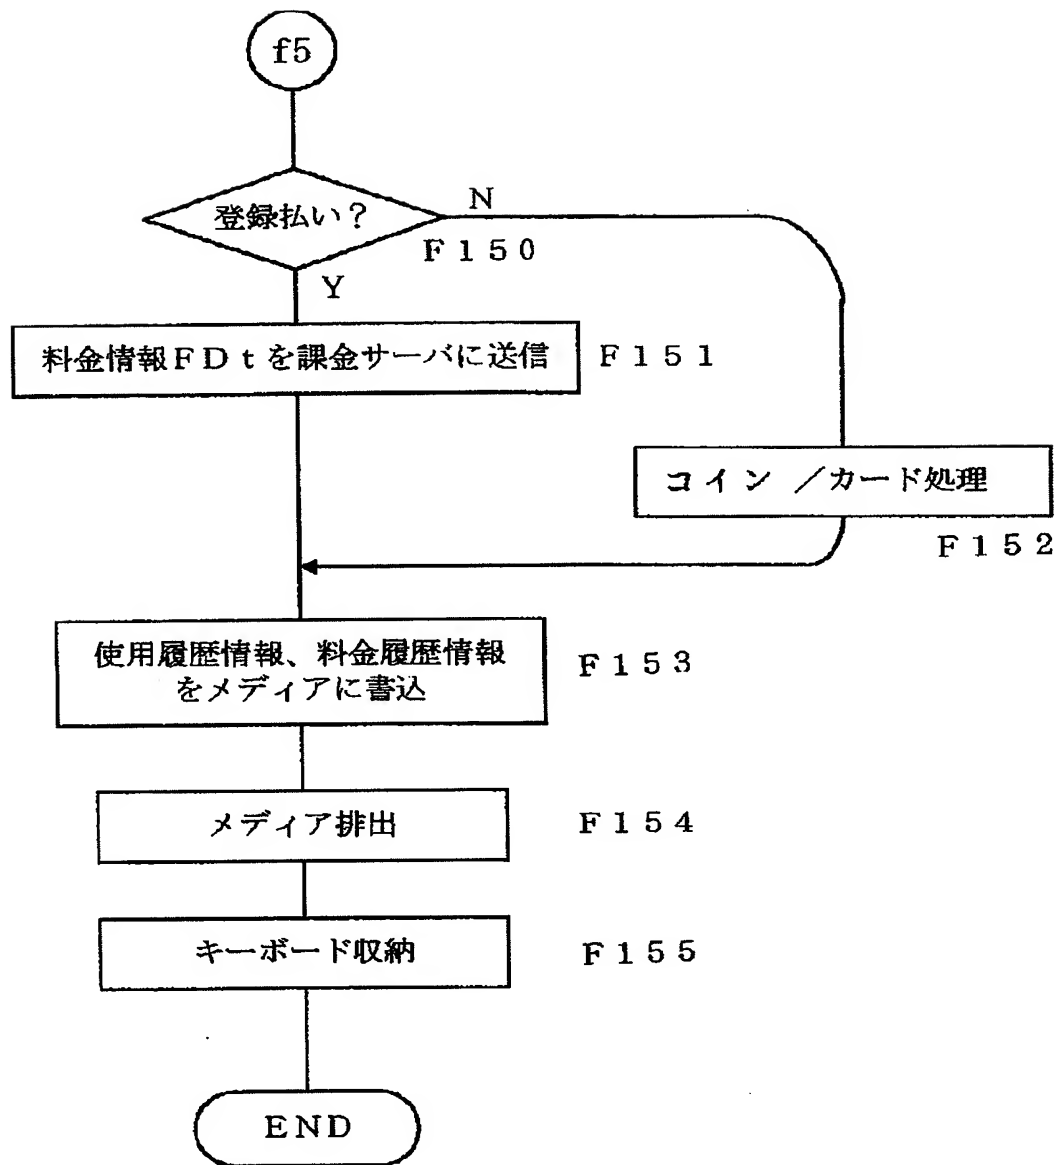 f5
登録払い?
N
F150
Y
料金情報FDtを課金サーバに送信
F151
コイン /カード処理
F152
使用履歴情報、料金履歴情報
をメディアに書込
F153
メディア排出
F154
キーボード収納
F155
END